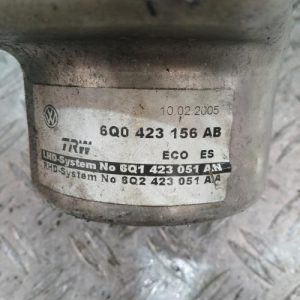 10.02.2005
6Q0 423 156 AB
TRW
ECO ES
LHD-System No 6Q1 423 051 AN
RHD-System No 6Q2 423 051 AA